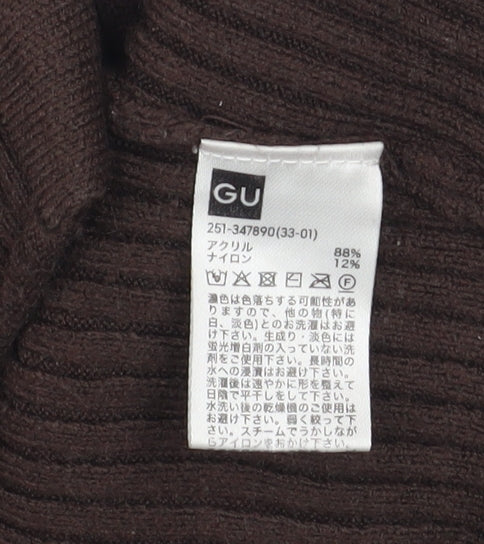 GU
251-347890(33-01)
アクリル 88%
ナイロン 12%
F
濃色は色落ちする可能性があ
りますので、他の物(特に
白、淡色)とのお洗濯はお避
け下さい。生成り・淡色には
蛍光増白剤の入っていない洗
剤をご使用下さい。長時間の
水への浸漬はお避け下さい。
洗濯後は速やかに形を整えて
日陰で平干しをして下さい。
水洗い後の乾燥機のご使用は
お避け下さい。弱く絞って下
さい。スチームでうかしなが
らアイロンをおかけ下さい。